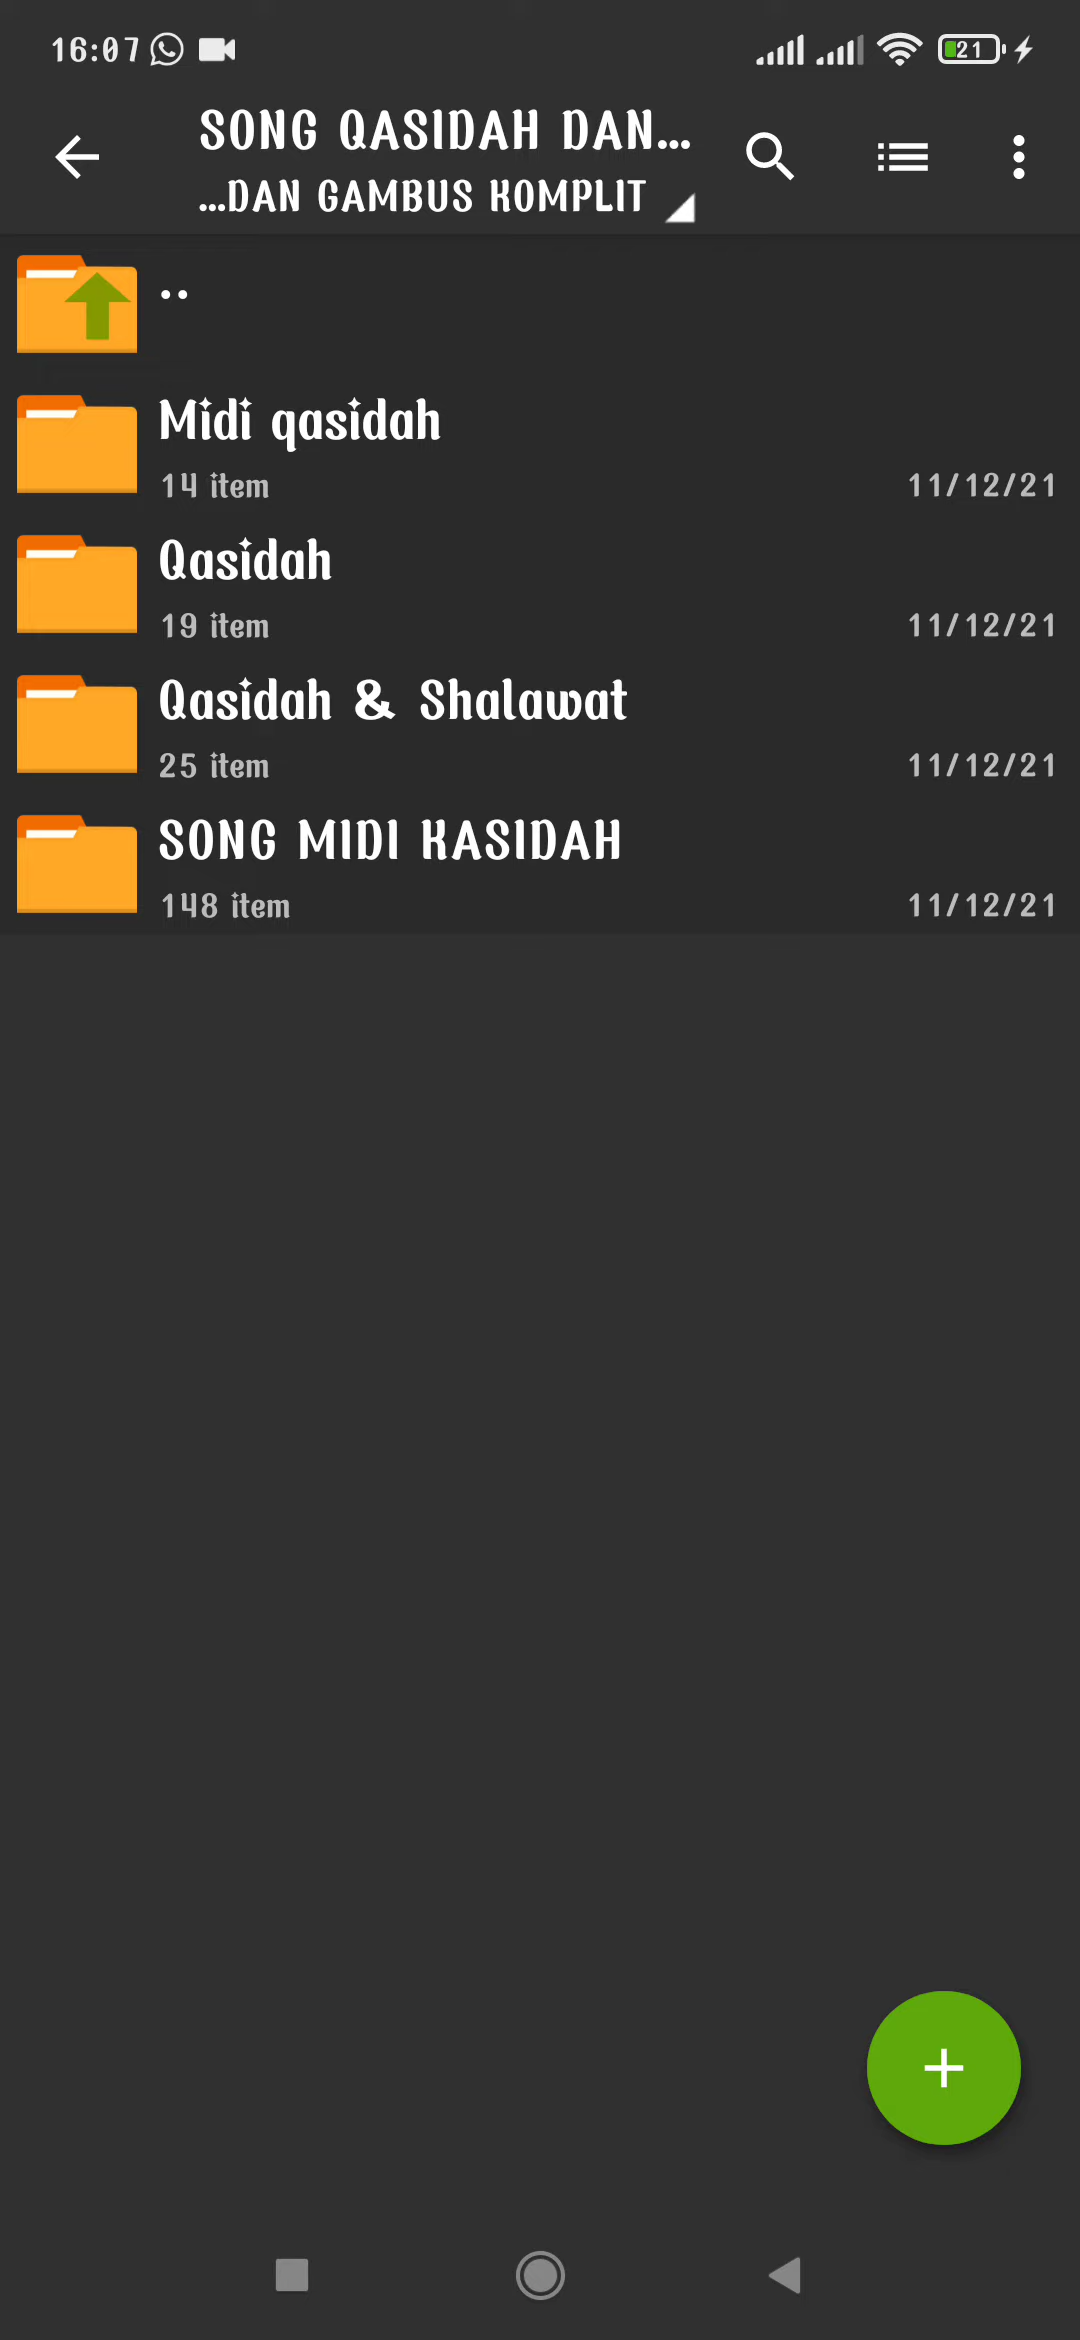 16:07
21
SONG QASIDAH DAN...
...DAN GAMBUS KOMPLIT
..
Midi qasidah
14 item
11/12/21
Qasidah
19 item
11/12/21
Qasidah & Shalawat
25 item
11/12/21
SONG MIDI KASIDAH
148 item
11/12/21